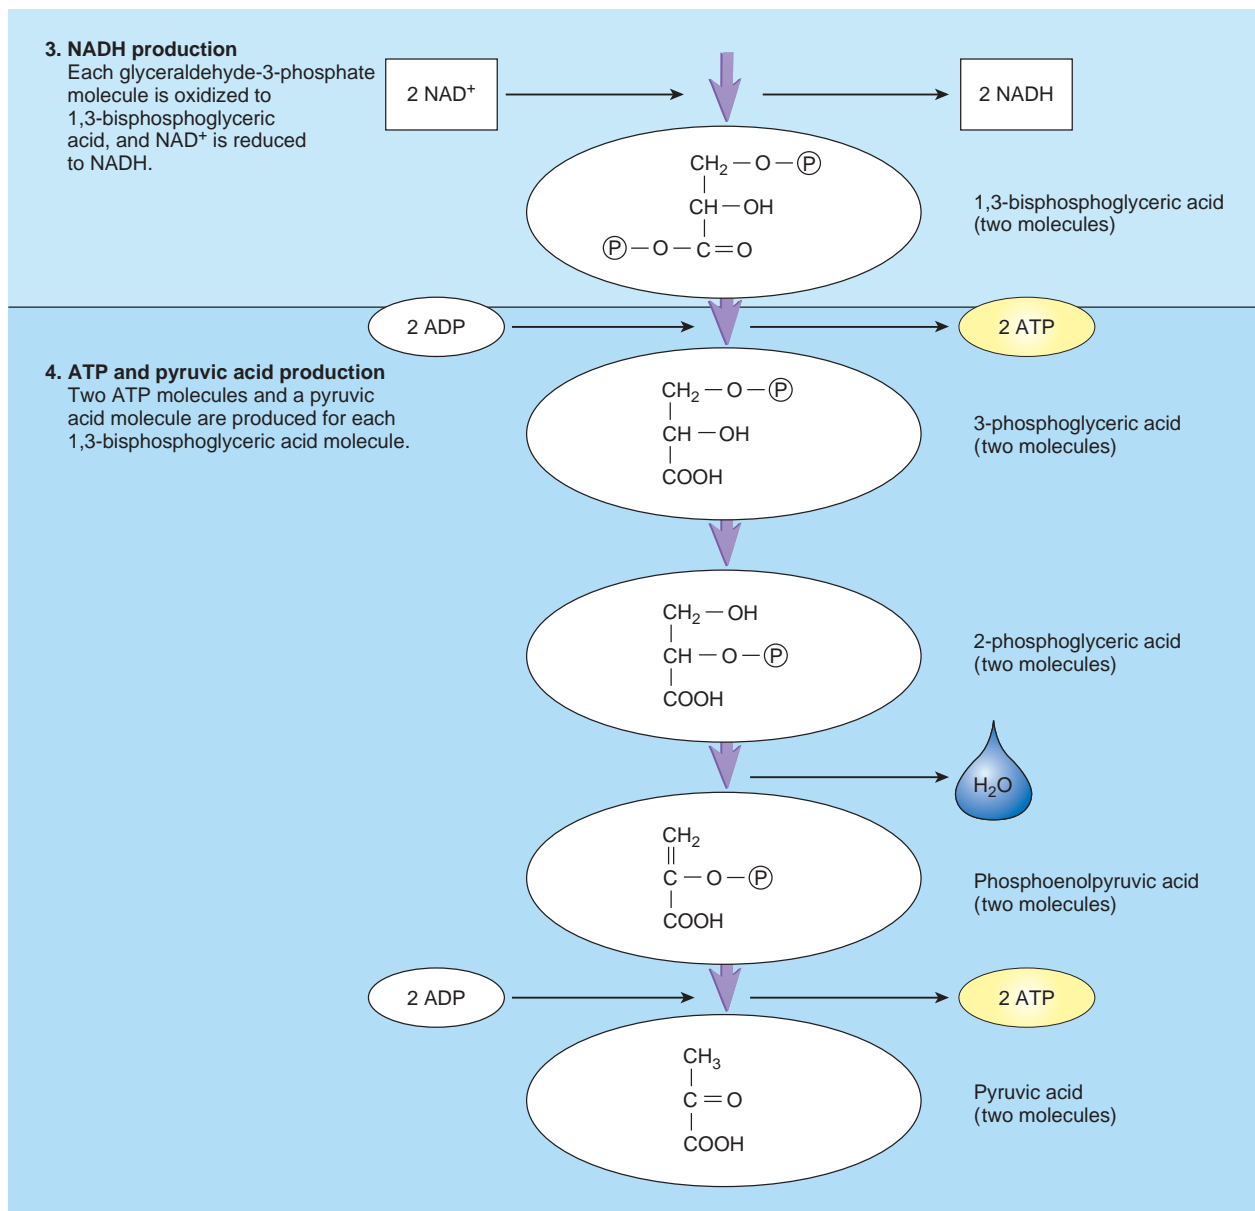 3. NADH production
Each glyceraldehyde-3-phosphate
molecule is oxidized to
1,3-bisphosphoglyceric
acid, and NAD⁺ is reduced
to NADH.
2 NAD⁺
2 NADH
CH₂ — O — Ⓟ
CH — OH
Ⓟ — O — C = O
1,3-bisphosphoglyceric acid
(two molecules)
2 ADP
2 ATP
4. ATP and pyruvic acid production
Two ATP molecules and a pyruvic
acid molecule are produced for each
1,3-bisphosphoglyceric acid molecule.
CH₂ — O — Ⓟ
CH — OH
COOH
3-phosphoglyceric acid
(two molecules)
CH₂ — OH
CH — O — Ⓟ
COOH
2-phosphoglyceric acid
(two molecules)
H₂O
CH₂
C — O — Ⓟ
COOH
Phosphoenolpyruvic acid
(two molecules)
2 ADP
2 ATP
CH₃
C = O
COOH
Pyruvic acid
(two molecules)